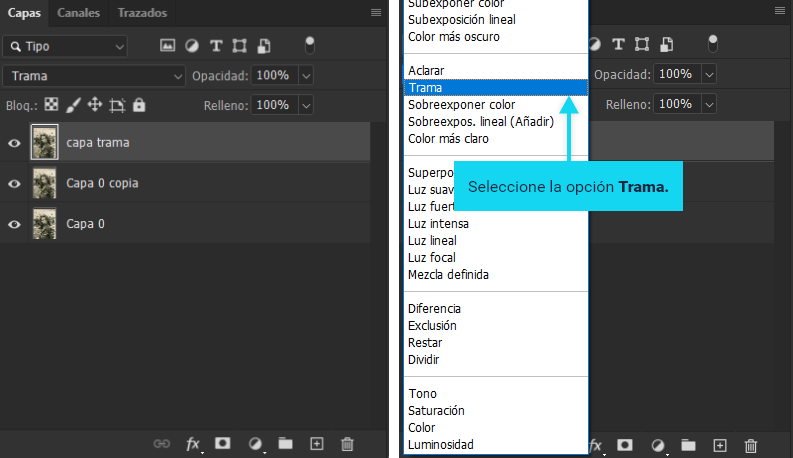 Capas Canales Trazados
Tipo
Trama Opacidad: 100%
Bloq.: Relleno: 100%
capa trama
Capa 0 copia
Capa 0
fx
Subexponer color
Subexposición lineal
Color más oscuro
Aclarar
Trama
Sobreexponer color
Sobreexpos. lineal (Añadir)
Color más claro
Superpo
Luz suav
Luz fuert
Luz intensa
Luz lineal
Luz focal
Mezcla definida
Diferencia
Exclusión
Restar
Dividir
Tono
Saturación
Color
Luminosidad
Opacidad: 100%
Relleno: 100%
Seleccione la opción Trama.
fx